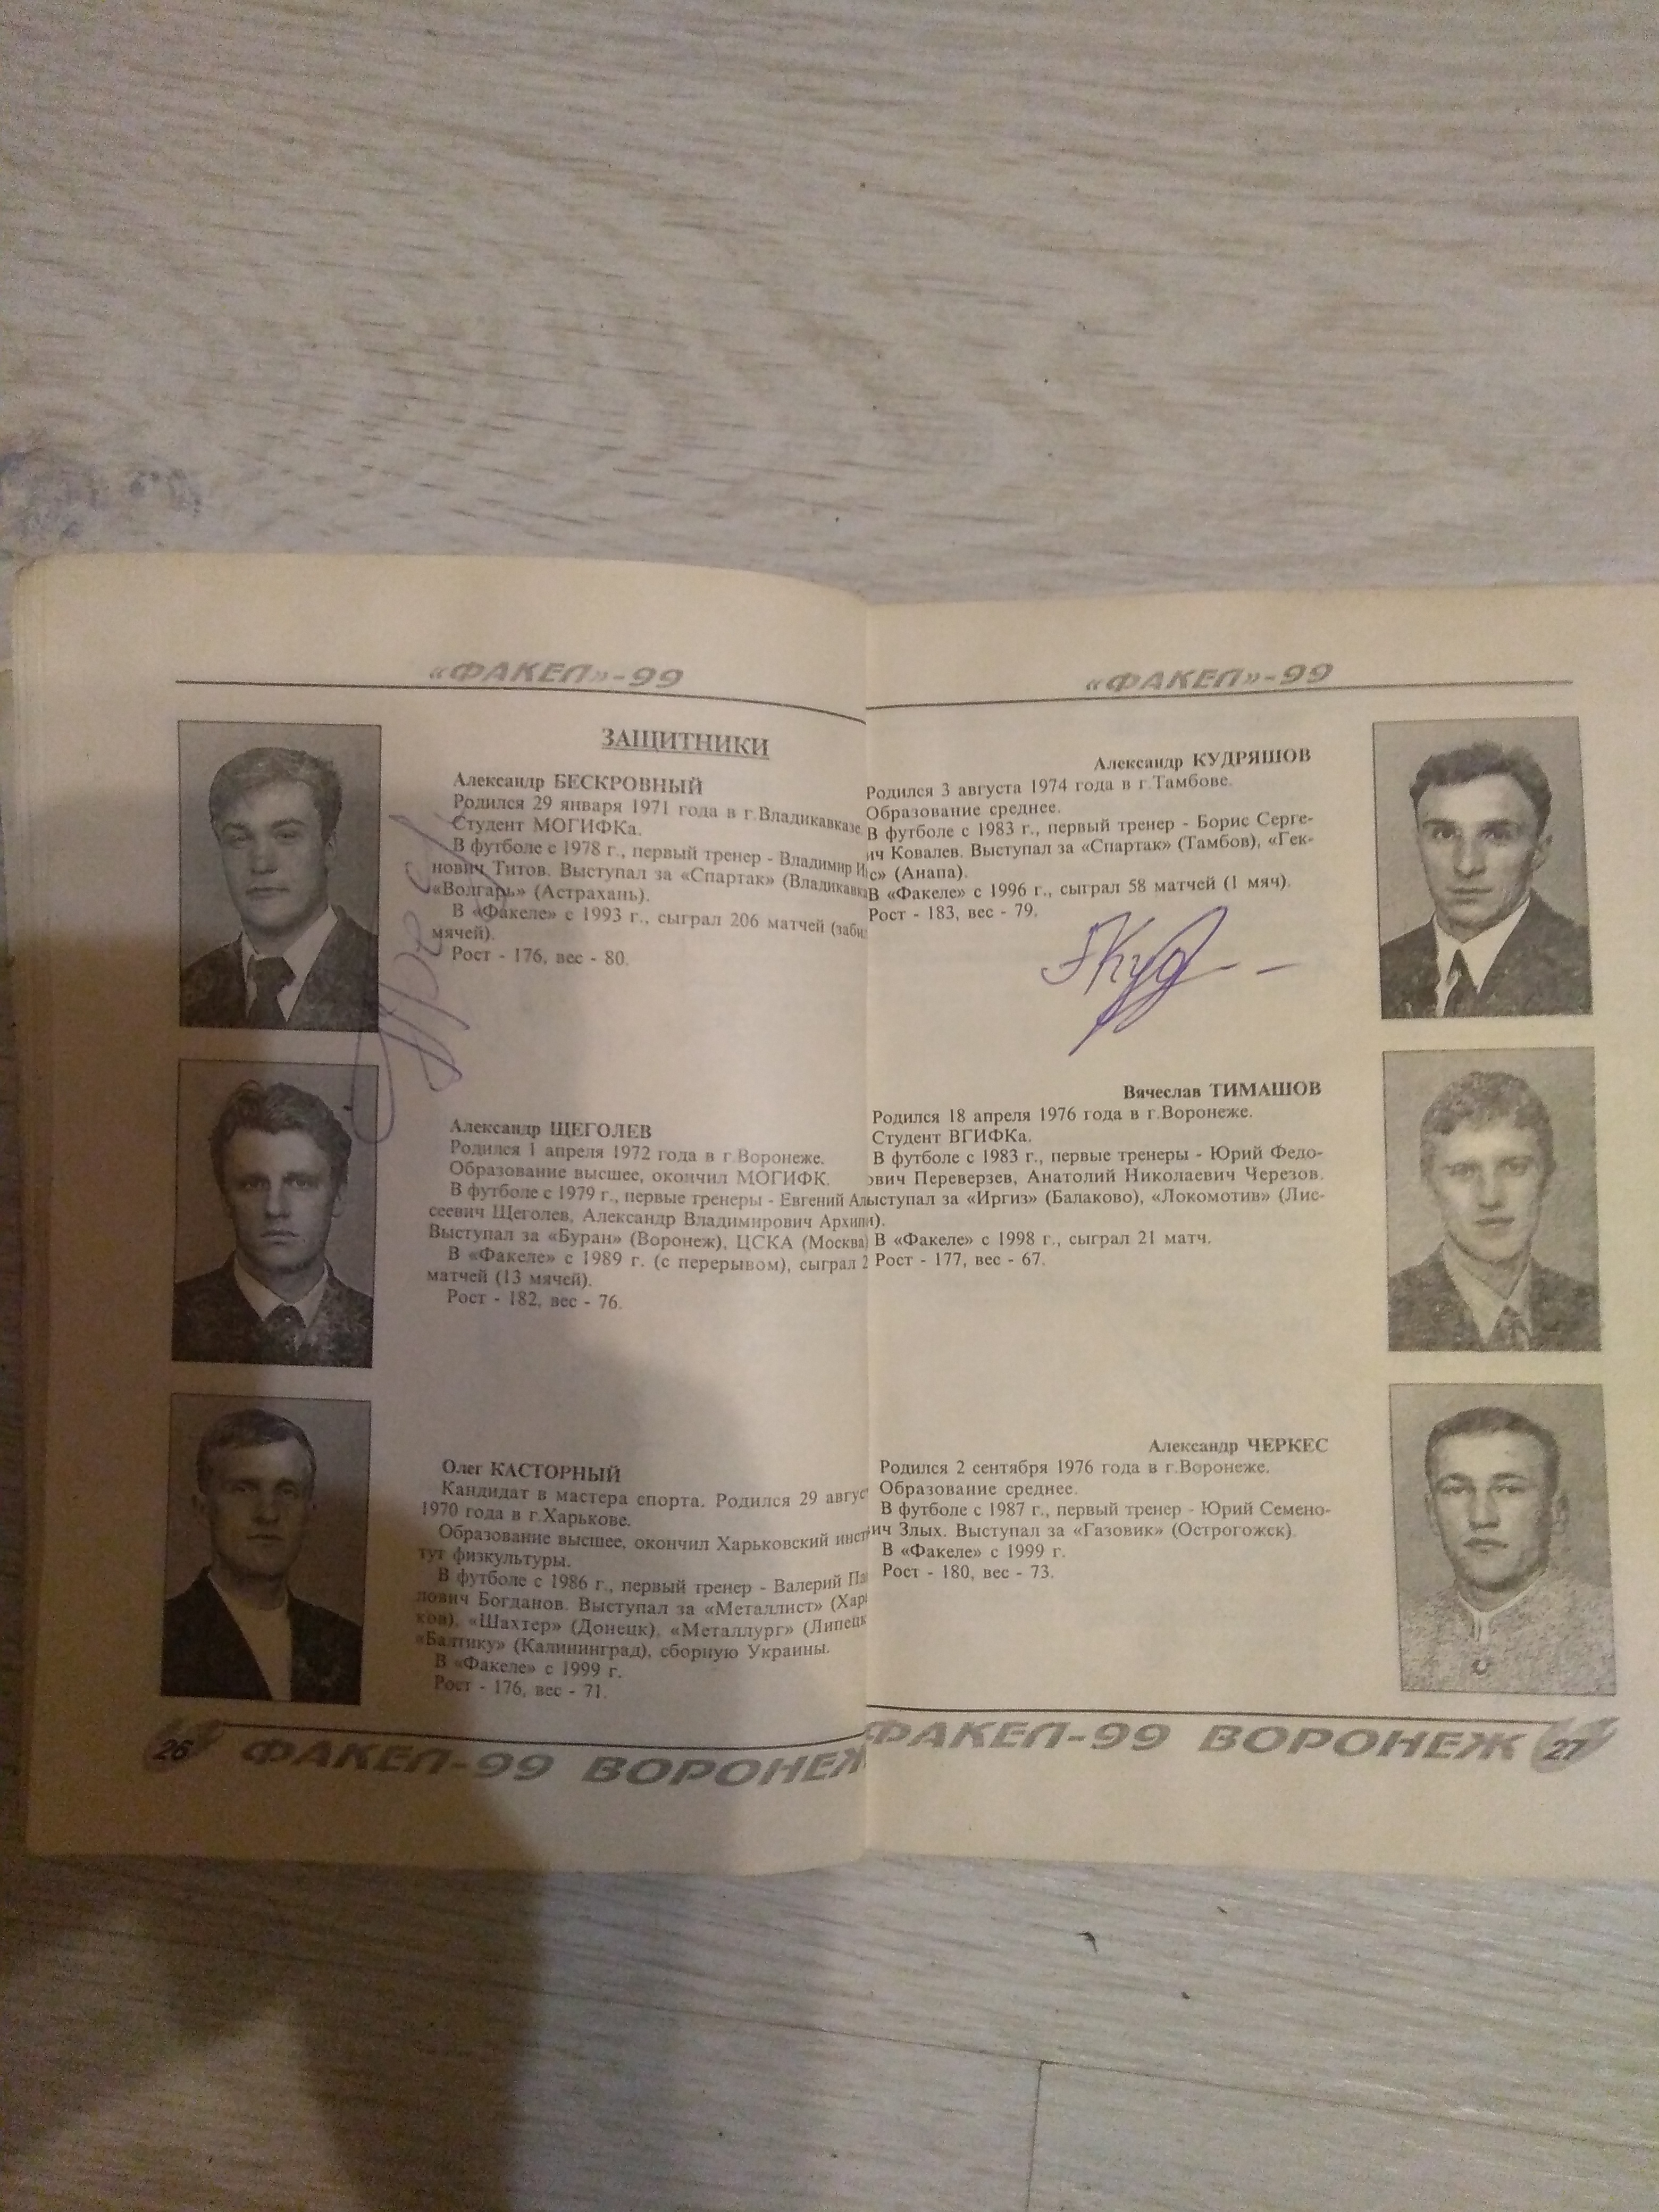 «ФАКЕЛ»-99
ЗАЩИТНИКИ
Александр БЕСКРОВНЫЙ
Родился 29 января 1971 года в г.Владикавказе.
Студент МОГИФКа.
В футболе с 1978 г., первый тренер - Владимир
нович Титов. Выступал за «Спартак»
«Волгарь» (Астрахань).
В «Факеле» с 1993 г., сыграл 206 матчей
мячей).
Рост - 176, вес - 80.
Александр ЩЕГОЛЕВ
Родился 1 апреля 1972 года в г.Воронеже.
Образование высшее, окончил МОГИФК.
В футболе с 1979 г., первые тренеры - Евгений
сеевич Щеголев, Александр Владимирович
Выступал за «Буран» (Воронеж), ЦСКА (Москва)
В «Факеле» с 1989 г. (с перерывом), сыграл
матчей (13 мячей).
Рост - 182, вес - 76.
Олег КАСТОРНЫЙ
Кандидат в мастера спорта. Родился 29
1970 года в г.Харькове.
Образование высшее, окончил Харьковский
тут физкультуры.
В футболе с 1986 г., первый тренер - Валерий
лович Богданов. Выступал за «Металлист»
ков), «Шахтер» (Донецк), «Металлург»
«Балтику» (Калининград), сборную Украины.
В «Факеле» с 1999 г.
Рост - 176, вес - 71.
26 ФАКЕЛ-99 ВОРОНЕЖ
«ФАКЕЛ»-99
Александр КУДРЯШОВ
Родился 3 августа 1974 года в г.Тамбове.
Образование среднее.
В футболе с 1983 г., первый тренер - Борис Серге-
ич Ковалев. Выступал за «Спартак» (Тамбов), «Гек-
с» (Анапа).
В «Факеле» с 1996 г., сыграл 58 матчей (1 мяч).
Рост - 183, вес - 79.
Вячеслав ТИМАШОВ
Родился 18 апреля 1976 года в г.Воронеже.
Студент ВГИФКа.
В футболе с 1983 г., первые тренеры - Юрий Федо-
ович Переверзев, Анатолий Николаевич Черезов.
ыступал за «Иргиз» (Балаково), «Локомотив» (Лис-
и).
В «Факеле» с 1998 г., сыграл 21 матч.
Рост - 177, вес - 67.
Александр ЧЕРКЕС
Родился 2 сентября 1976 года в г.Воронеже.
Образование среднее.
В футболе с 1987 г., первый тренер - Юрий Семено-
ич Злых. Выступал за «Газовик» (Острогожск).
В «Факеле» с 1999 г.
Рост - 180, вес - 73.
ФАКЕЛ-99 ВОРОНЕЖ 27